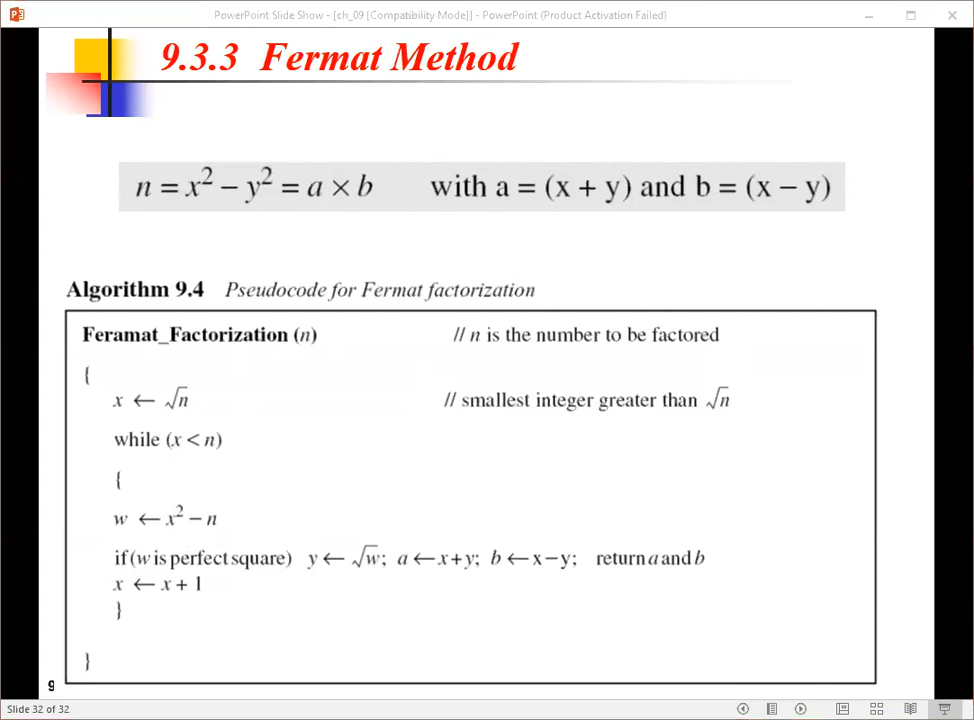 PowerPoint Slide Show - [ch_09 [Compatibility Mode]] - PowerPoint (Product Activation Failed)
9.3.3 Fermat Method
n = x² − y² = a × b with a = (x + y) and b = (x − y)
Algorithm 9.4 Pseudocode for Fermat factorization
Feramat_Factorization (n) // n is the number to be factored
{
x ← √n // smallest integer greater than √n
while (x < n)
{
w ← x² − n
if (w is perfect square) y ← √w; a ← x+y; b ← x−y; return a and b
x ← x + 1
}
}
9
Slide 32 of 32